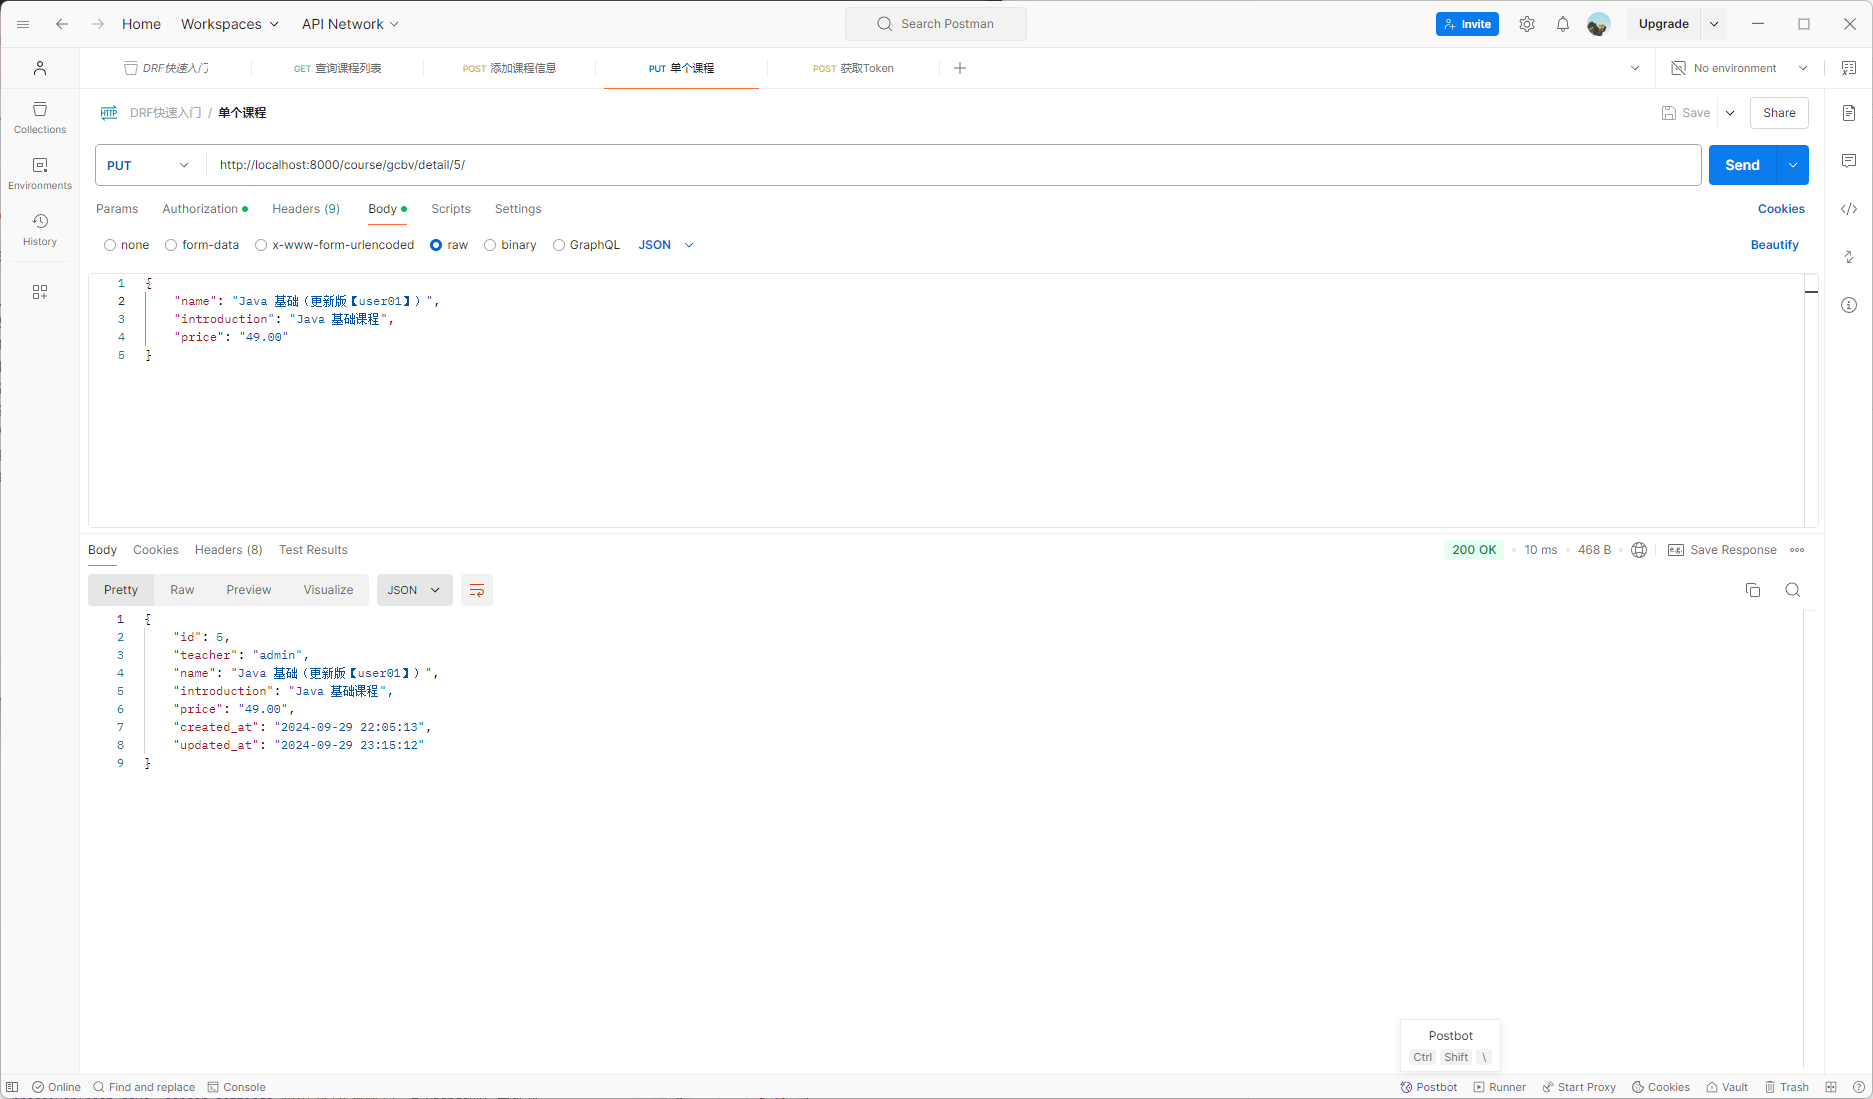 Home Workspaces API Network Search Postman Invite Upgrade
DRF快速入门 GET 查询课程列表 POST 添加课程信息 PUT 单个课程 POST 获取Token No environment
Collections
Environments
History
HTTP DRF快速入门 / 单个课程 Save Share
PUT http://localhost:8000/course/gcbv/detail/5/ Send
Params Authorization Headers (9) Body Scripts Settings Cookies
none form-data x-www-form-urlencoded raw binary GraphQL JSON Beautify
1 {
2 "name": "Java 基础（更新版【user01】）",
3 "introduction": "Java 基础课程",
4 "price": "49.00"
5 }
Body Cookies Headers (8) Test Results 200 OK 10 ms 468 B e.g. Save Response
Pretty Raw Preview Visualize JSON
1 {
2 "id": 5,
3 "teacher": "admin",
4 "name": "Java 基础（更新版【user01】）",
5 "introduction": "Java 基础课程",
6 "price": "49.00",
7 "created_at": "2024-09-29 22:05:13",
8 "updated_at": "2024-09-29 23:15:12"
9 }
Postbot
Ctrl Shift \
Online Find and replace Console Postbot Runner Start Proxy Cookies Vault Trash